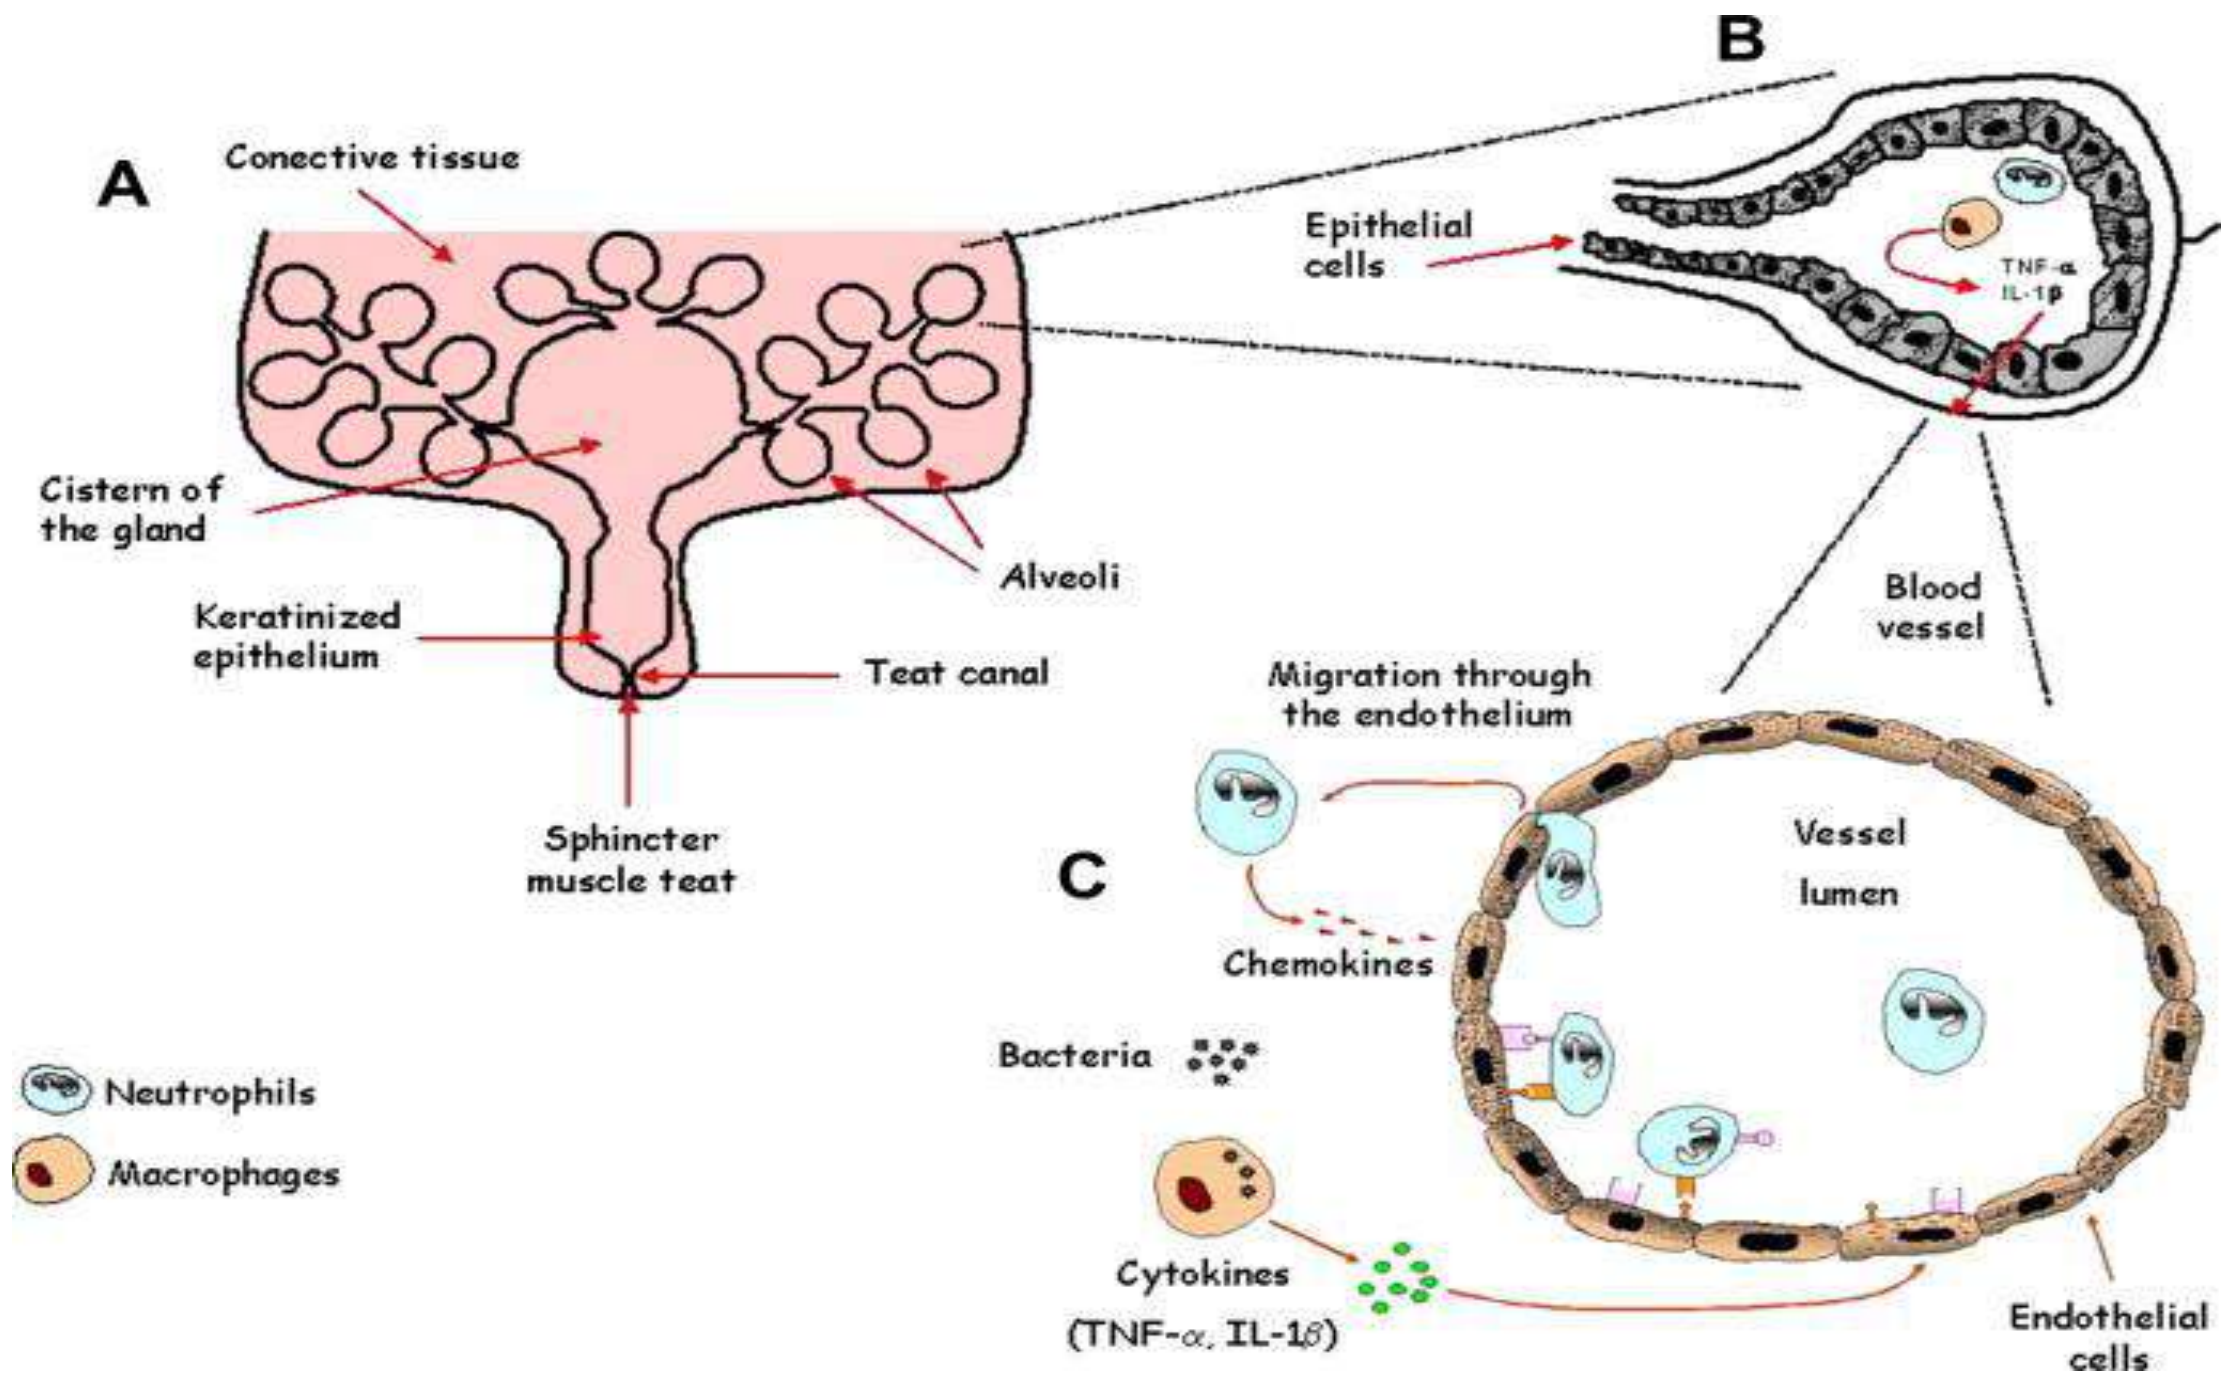 A
Conective tissue
Cistern of
the gland
Keratinized
epithelium
Alveoli
Teat canal
Sphincter
muscle teat
B
Epithelial
cells
TNF-α
IL-1β
Blood
vessel
C
Migration through
the endothelium
Vessel
lumen
Chemokines
Bacteria
Cytokines
(TNF-α, IL-1β)
Endothelial
cells
Neutrophils
Macrophages